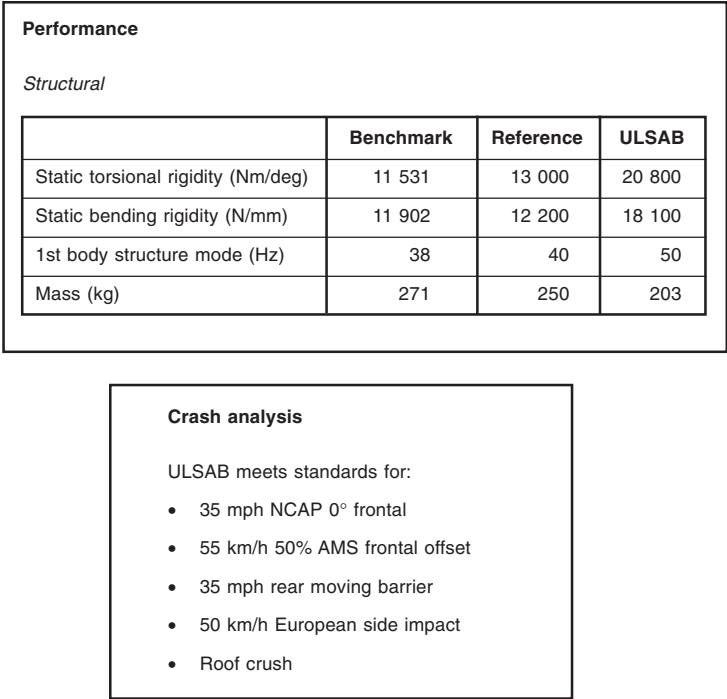 Performance
Structural
Benchmark Reference ULSAB
Static torsional rigidity (Nm/deg) 11 531 13 000 20 800
Static bending rigidity (N/mm) 11 902 12 200 18 100
1st body structure mode (Hz) 38 40 50
Mass (kg) 271 250 203
Crash analysis
ULSAB meets standards for:
• 35 mph NCAP 0° frontal
• 55 km/h 50% AMS frontal offset
• 35 mph rear moving barrier
• 50 km/h European side impact
• Roof crush